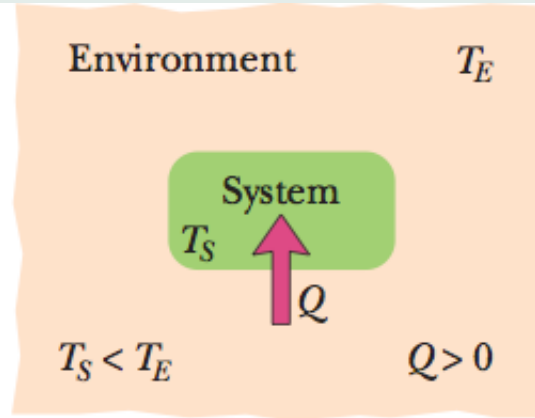 Environment T_E
System
T_S
Q
T_S < T_E Q > 0